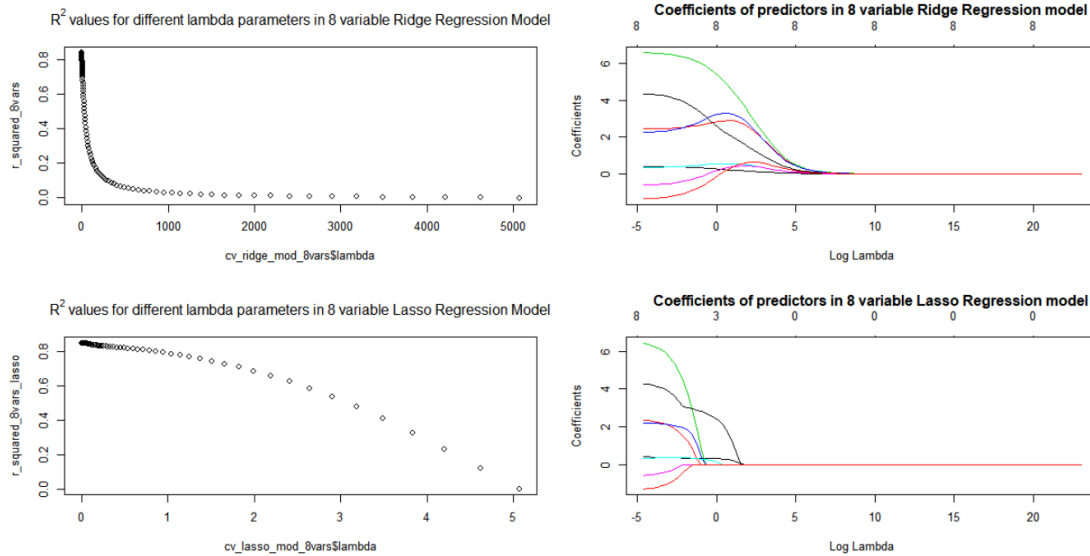 R² values for different lambda parameters in 8 variable Ridge Regression Model
r_squared_8vars
0.0 0.2 0.4 0.6 0.8
0 1000 2000 3000 4000 5000
cv_ridge_mod_8vars$lambda
Coefficients of predictors in 8 variable Ridge Regression model
8 8 8 8 8 8
Coefficients
0 2 4 6
-5 0 5 10 15 20
Log Lambda
R² values for different lambda parameters in 8 variable Lasso Regression Model
r_squared_8vars_lasso
0.0 0.2 0.4 0.6 0.8
0 1 2 3 4 5
cv_lasso_mod_8vars$lambda
Coefficients of predictors in 8 variable Lasso Regression model
8 3 0 0 0 0
Coefficients
0 2 4 6
-5 0 5 10 15 20
Log Lambda